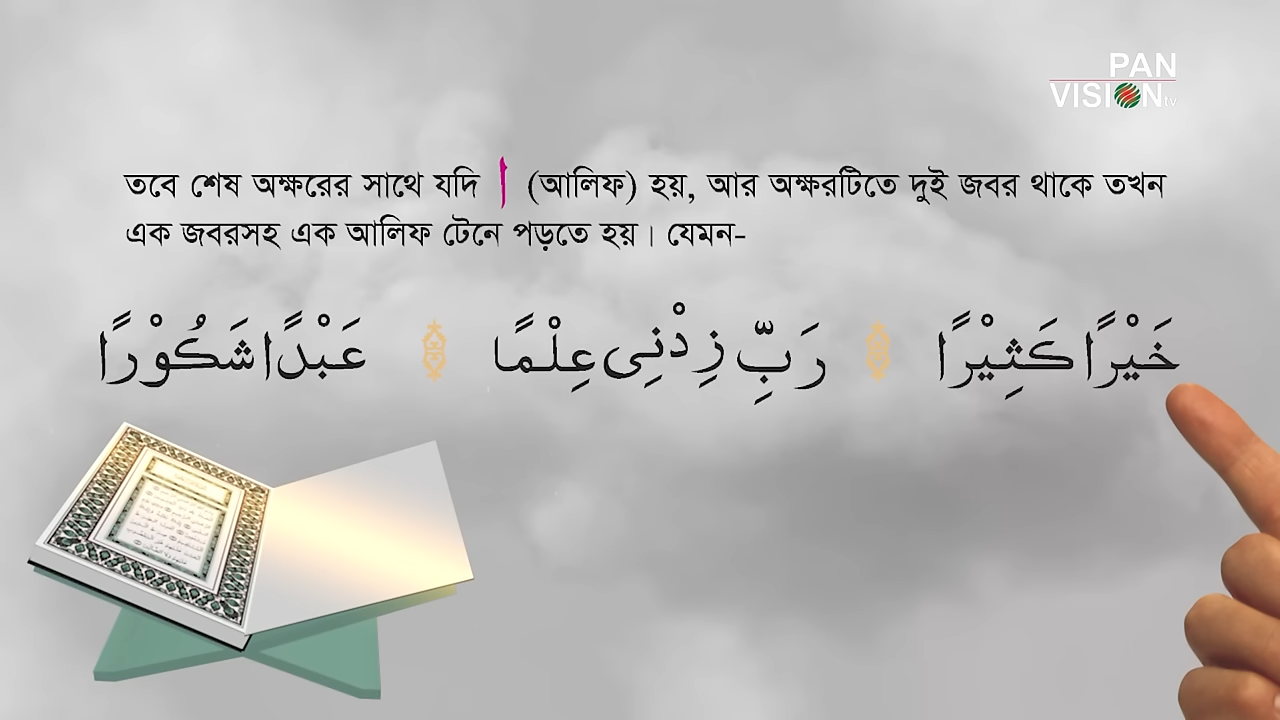 PAN
VISION tv
তবে শেষ অক্ষরের সাথে যদি ا (আলিফ) হয়, আর অক্ষরটিতে দুই জবর থাকে তখন
এক জবরসহ এক আলিফ টেনে পড়তে হয়। যেমন-
خَيْرًا كَثِيْرًا ۞ رَبِّ زِدْنِى عِلْمًا ۞ عَبْدًا شَكُوْرًا